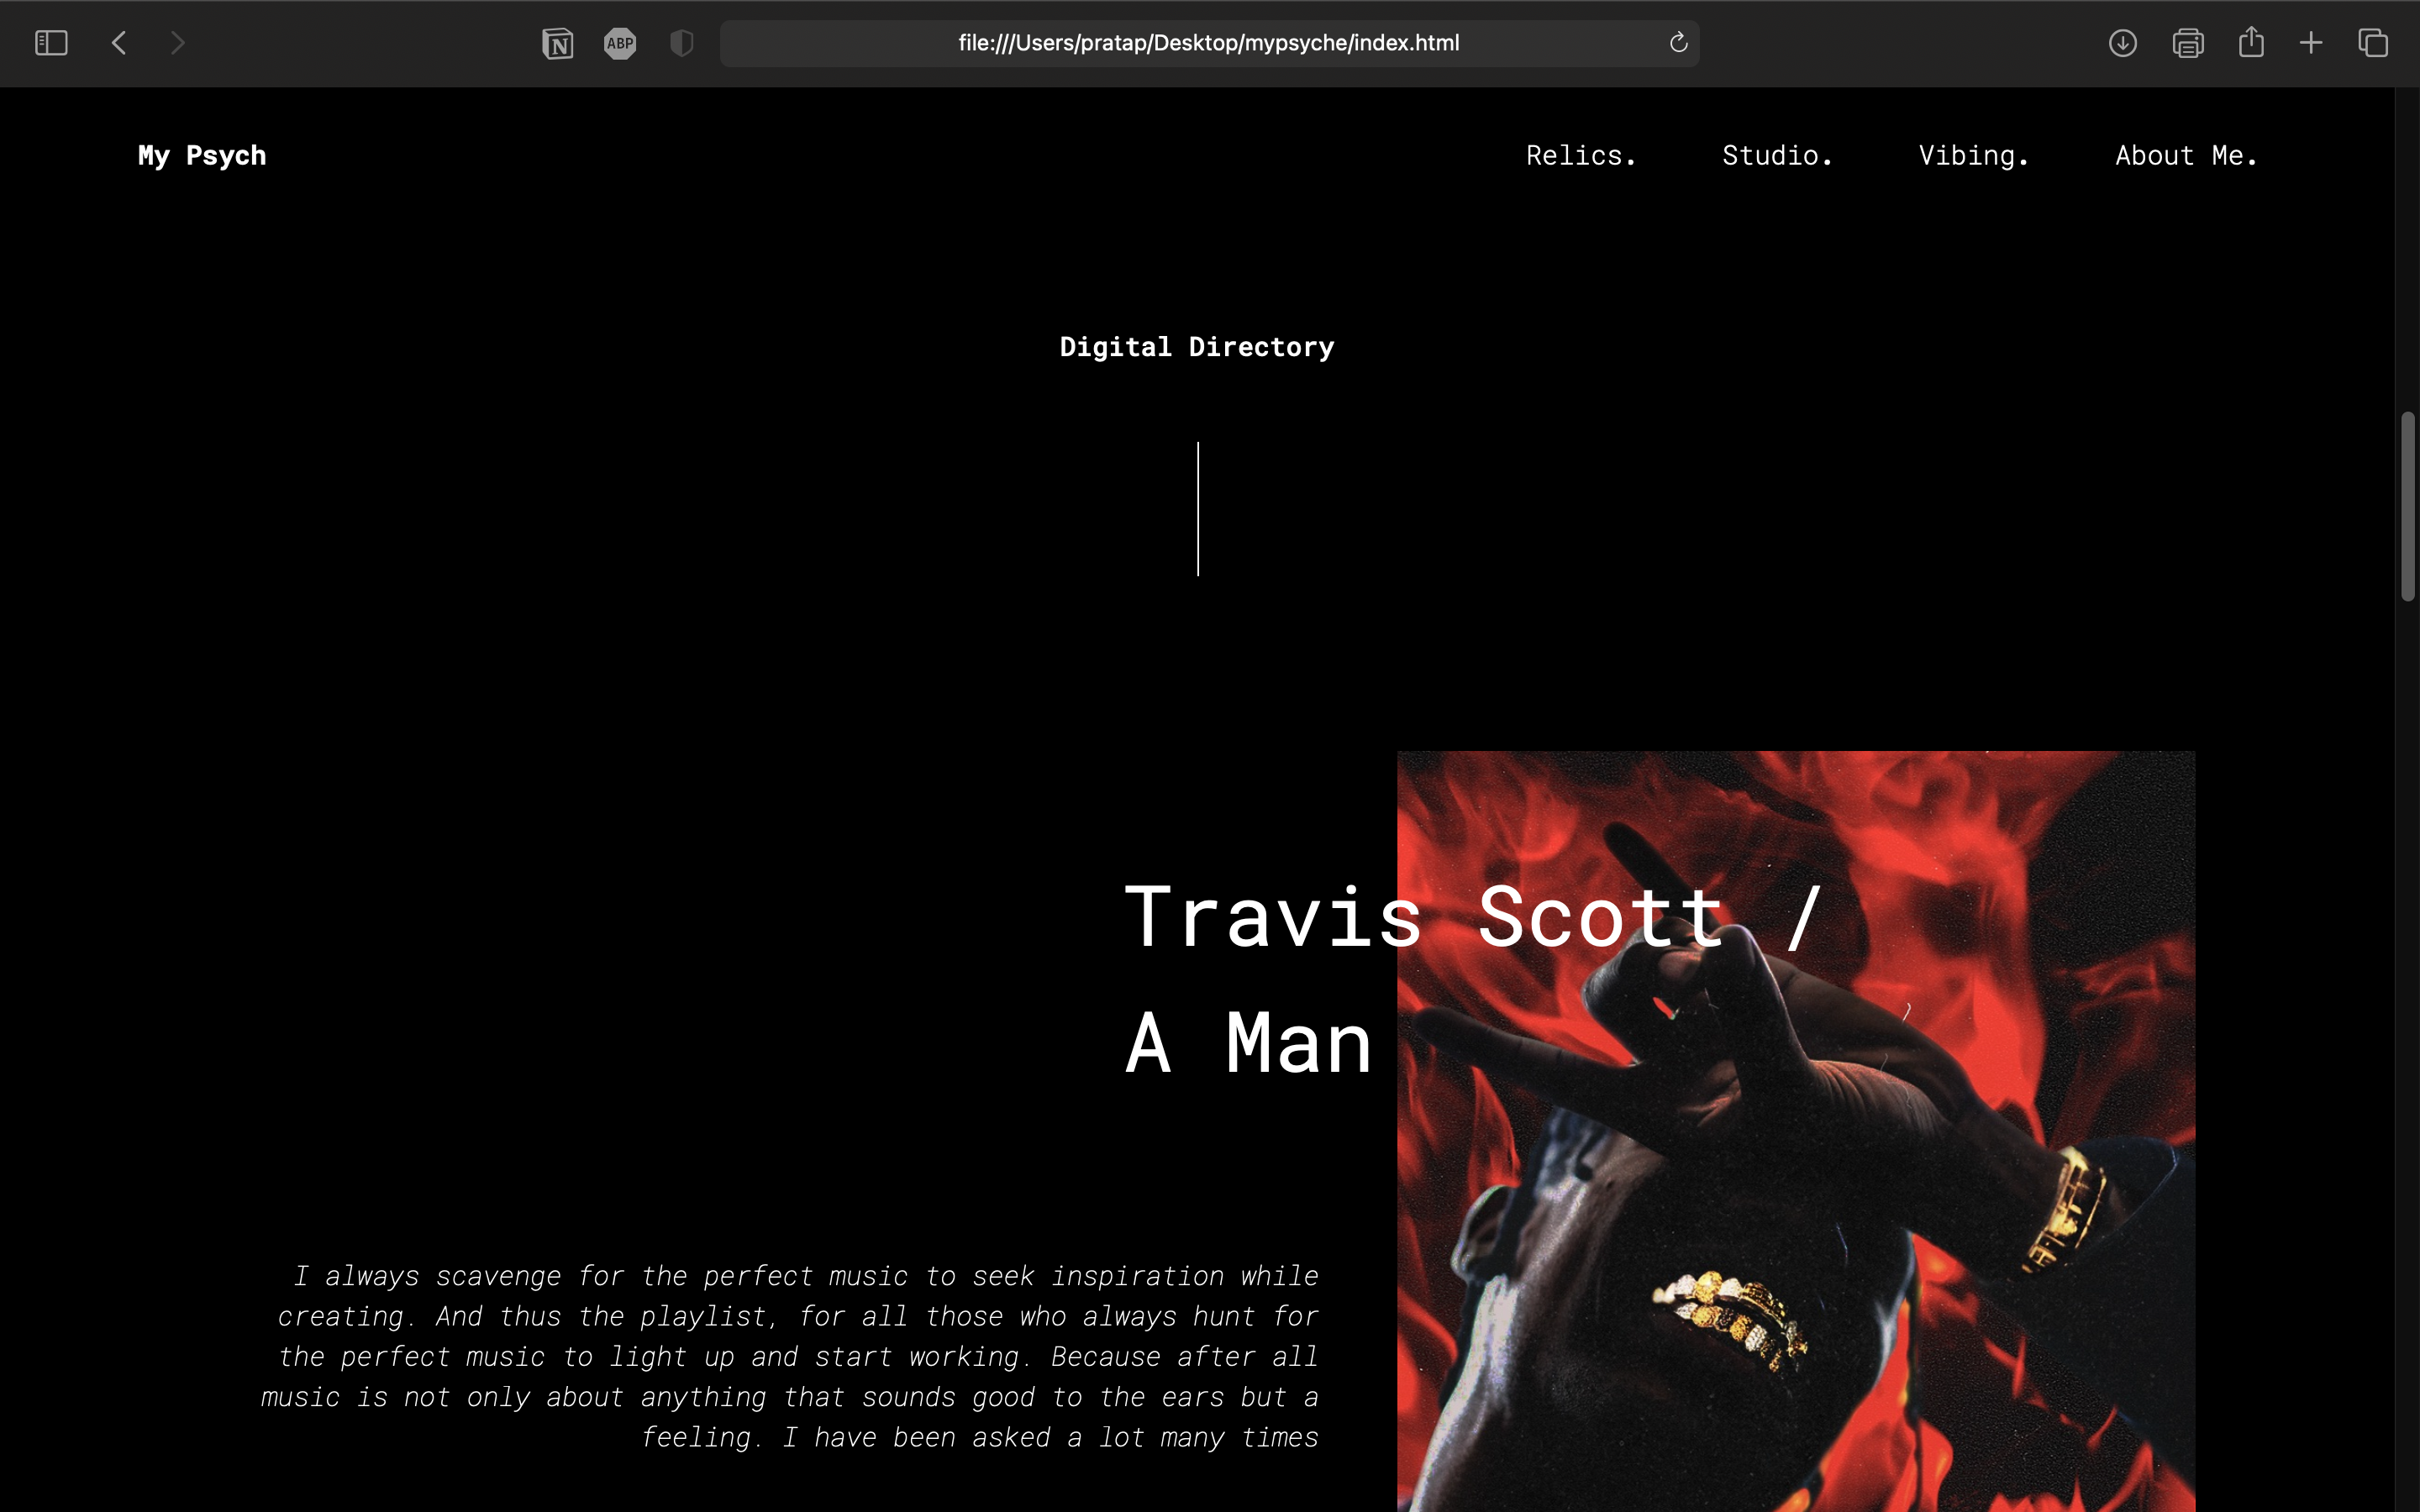 N
ABP
file:///Users/pratap/Desktop/mypsyche/index.html
My Psych
Relics.
Studio.
Vibing.
About Me.
Digital Directory
Travis Scott /
A Man
I always scavenge for the perfect music to seek inspiration while
creating. And thus the playlist, for all those who always hunt for
the perfect music to light up and start working. Because after all
music is not only about anything that sounds good to the ears but a
feeling. I have been asked a lot many times